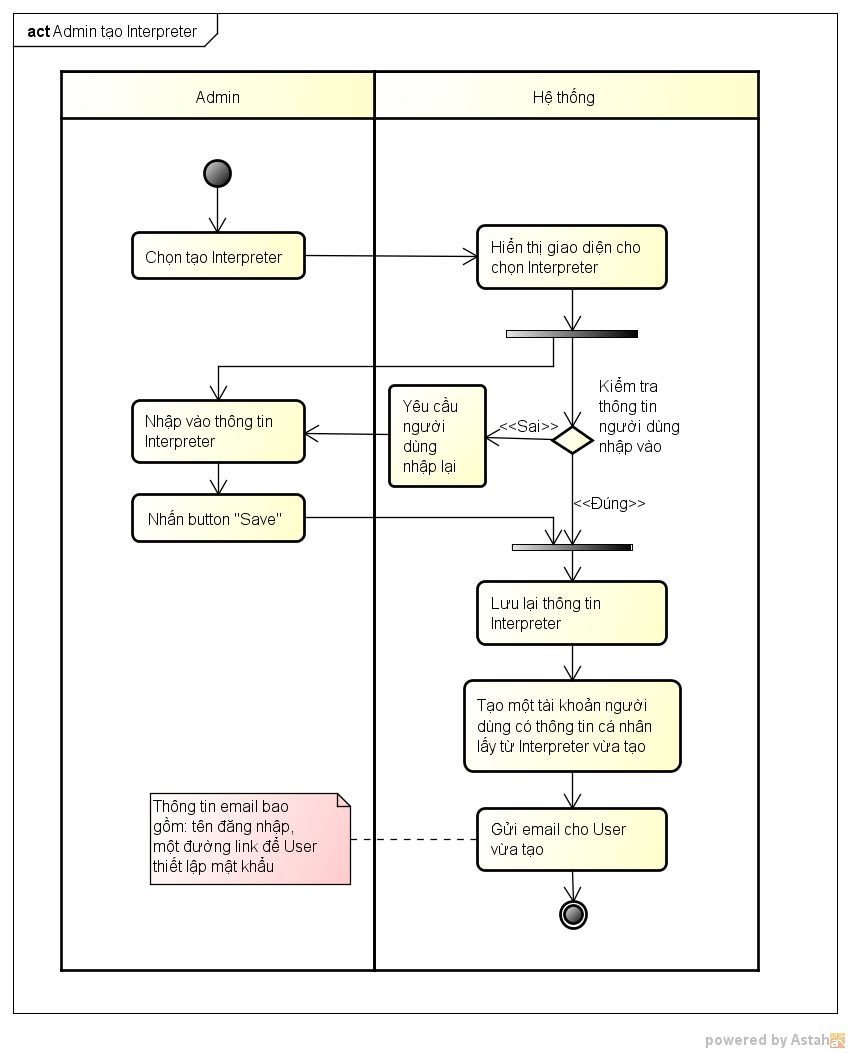 act Admin tạo Interpreter
Admin
Hệ thống
Chọn tạo Interpreter
Hiển thị giao diện cho
chọn Interpreter
Kiểm tra
thông tin
người dùng
nhập vào
Nhập vào thông tin
Interpreter
Yêu cầu
người
dùng
nhập lại
<<Sai>>
<<Đúng>>
Nhấn button "Save"
Lưu lại thông tin
Interpreter
Tạo một tài khoản người
dùng có thông tin cá nhân
lấy từ Interpreter vừa tạo
Thông tin email bao
gồm: tên đăng nhập,
một đường link để User
thiết lập mật khẩu
Gửi email cho User
vừa tạo
powered by Astah